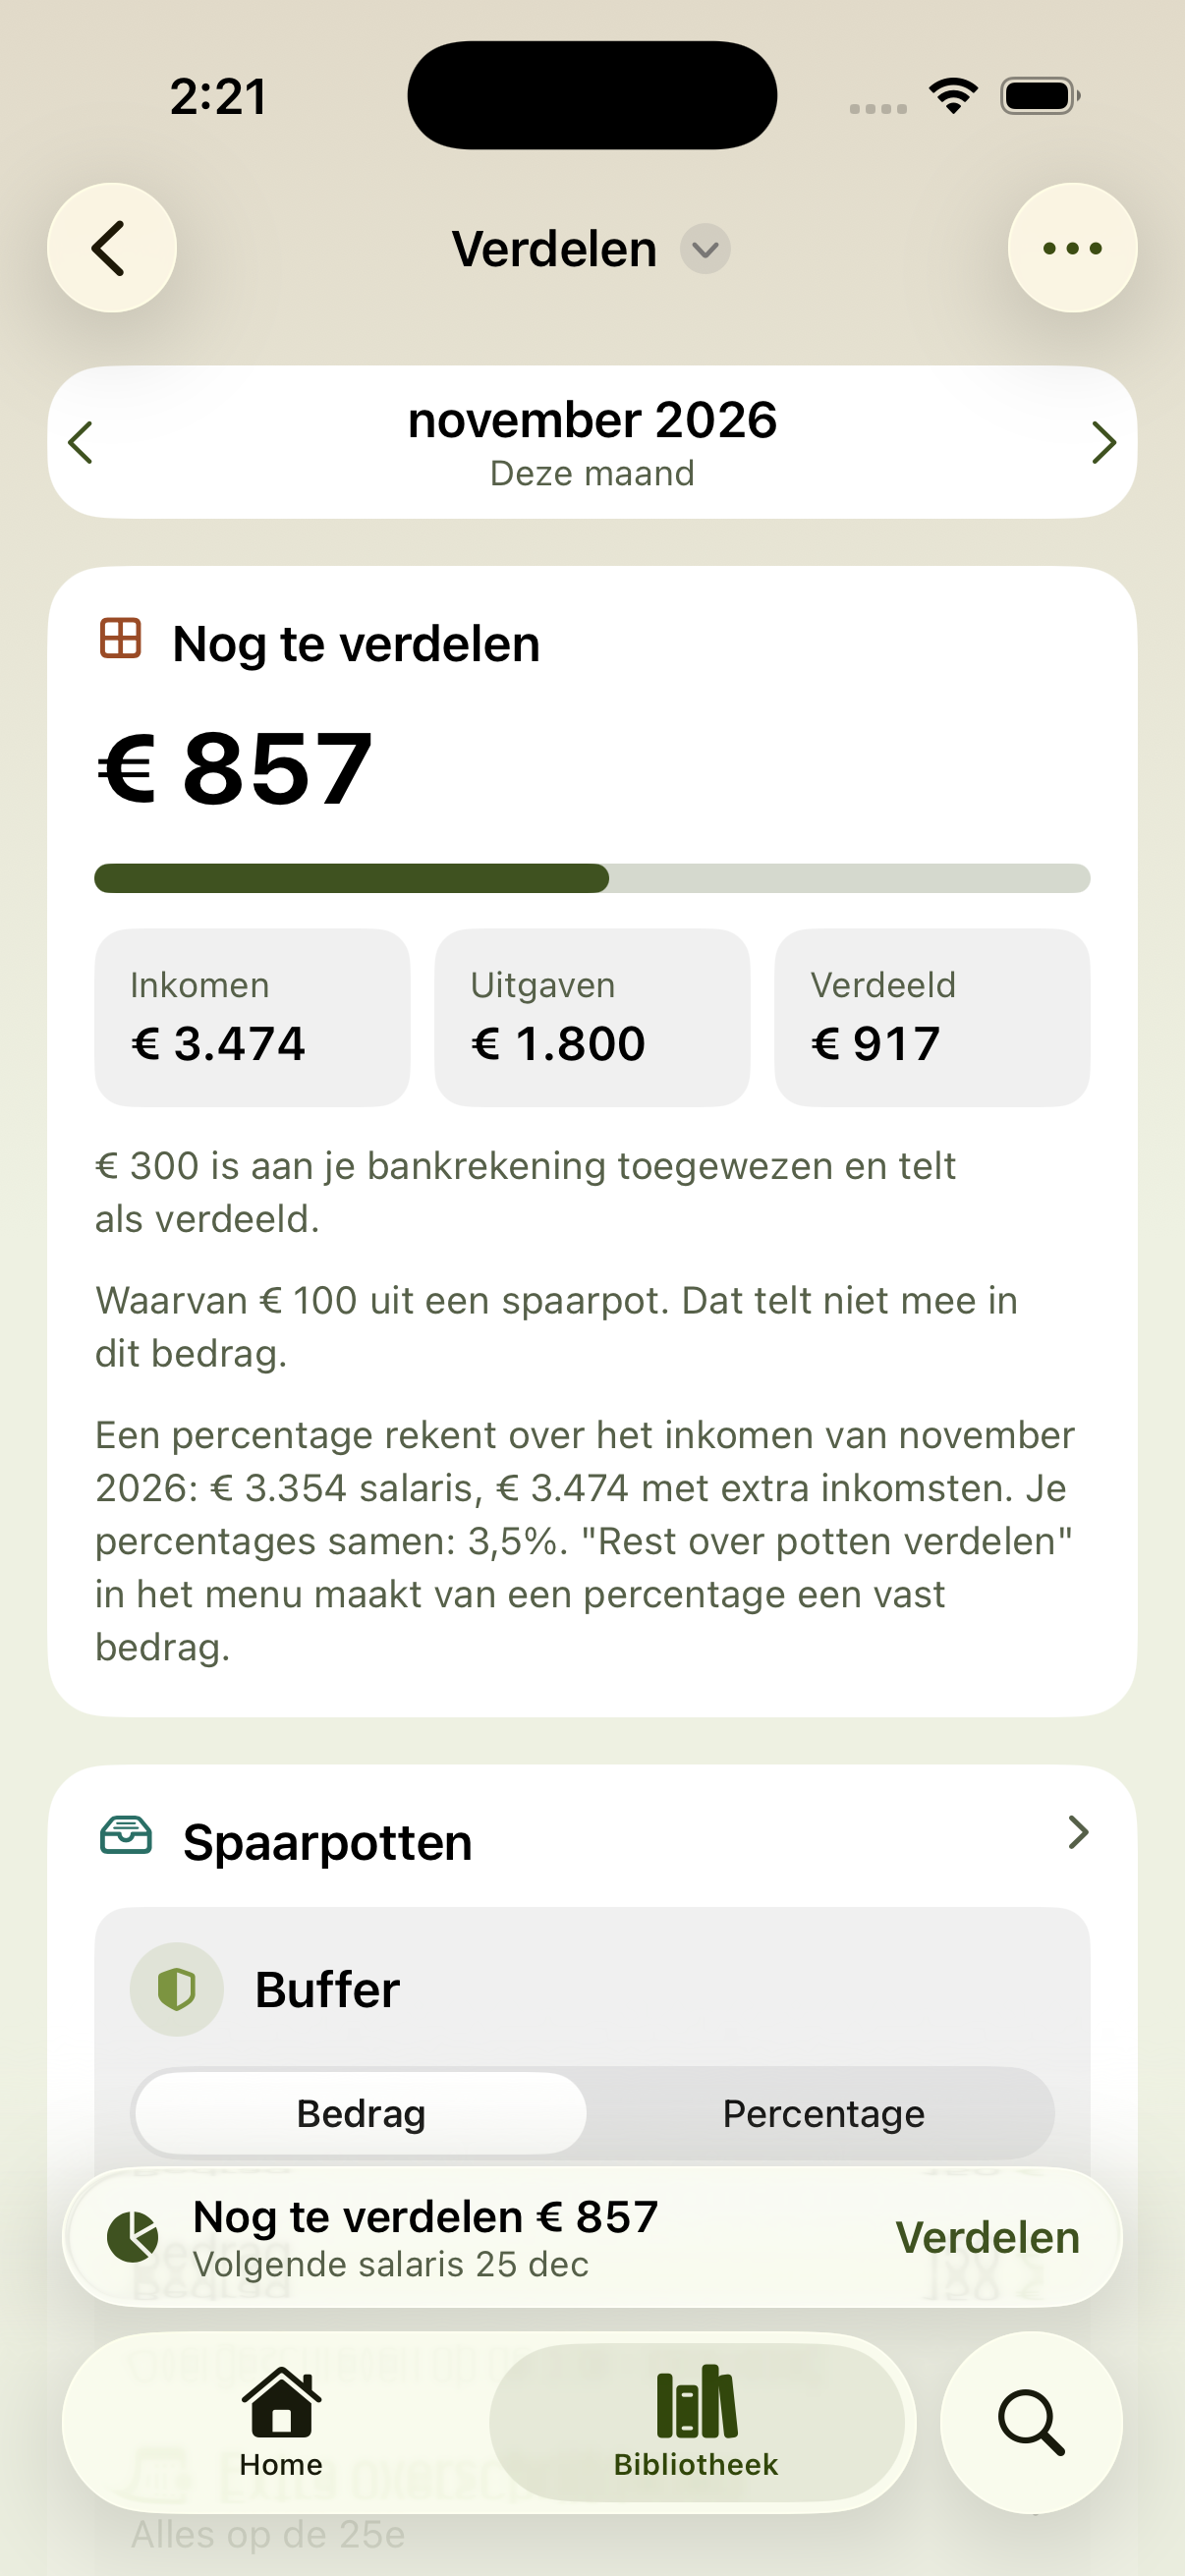 2:21
Verdelen
november 2026
Deze maand
Nog te verdelen
€ 857
Inkomen
€ 3.474
Uitgaven
€ 1.800
Verdeeld
€ 917
€ 300 is aan je bankrekening toegewezen en telt
als verdeeld.
Waarvan € 100 uit een spaarpot. Dat telt niet mee in
dit bedrag.
Een percentage rekent over het inkomen van november
2026: € 3.354 salaris, € 3.474 met extra inkomsten. Je
percentages samen: 3,5%. "Rest over potten verdelen"
in het menu maakt van een percentage een vast
bedrag.
Spaarpotten
Buffer
Bedrag
Percentage
Nog te verdelen € 857
Volgende salaris 25 dec
Verdelen
Home
Bibliotheek
Alles op de 25e